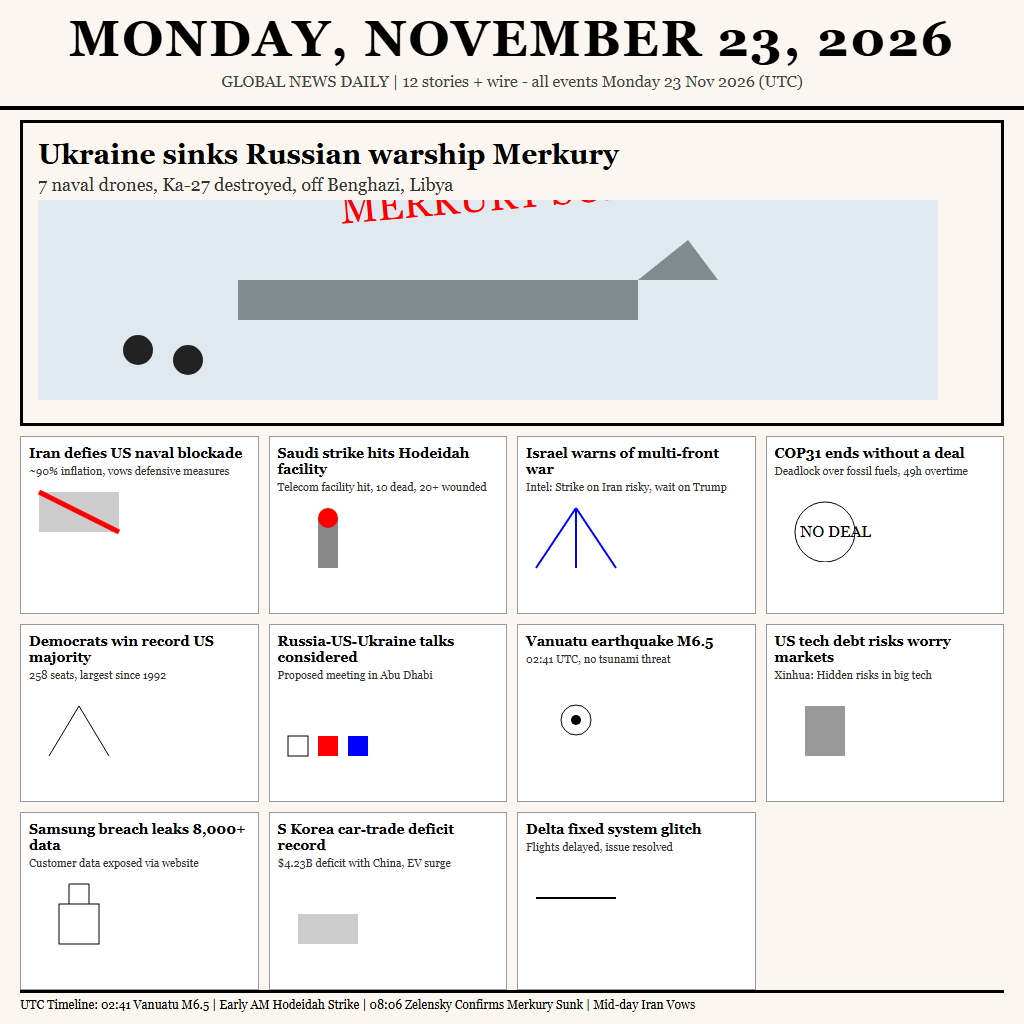 MONDAY, NOVEMBER 23, 2026
GLOBAL NEWS DAILY | 12 stories + wire - all events Monday 23 Nov 2026 (UTC)
Ukraine sinks Russian warship Merkury
7 naval drones, Ka-27 destroyed, off Benghazi, Libya
MERKURY
Iran defies US naval blockade
~90% inflation, vows defensive measures
Saudi strike hits Hodeidah
facility
Telecom facility hit, 10 dead, 20+ wounded
Israel warns of multi-front
war
Intel: Strike on Iran risky, wait on Trump
COP31 ends without a deal
Deadlock over fossil fuels, 49h overtime
NO DEAL
Democrats win record US
majority
258 seats, largest since 1992
Russia-US-Ukraine talks
considered
Proposed meeting in Abu Dhabi
Vanuatu earthquake M6.5
02:41 UTC, no tsunami threat
US tech debt risks worry
markets
Xinhua: Hidden risks in big tech
Samsung breach leaks 8,000+
data
Customer data exposed via website
S Korea car-trade deficit
record
$4.23B deficit with China, EV surge
Delta fixed system glitch
Flights delayed, issue resolved
UTC Timeline: 02:41 Vanuatu M6.5 | Early AM Hodeidah Strike | 08:06 Zelensky Confirms Merkury Sunk | Mid-day Iran Vows